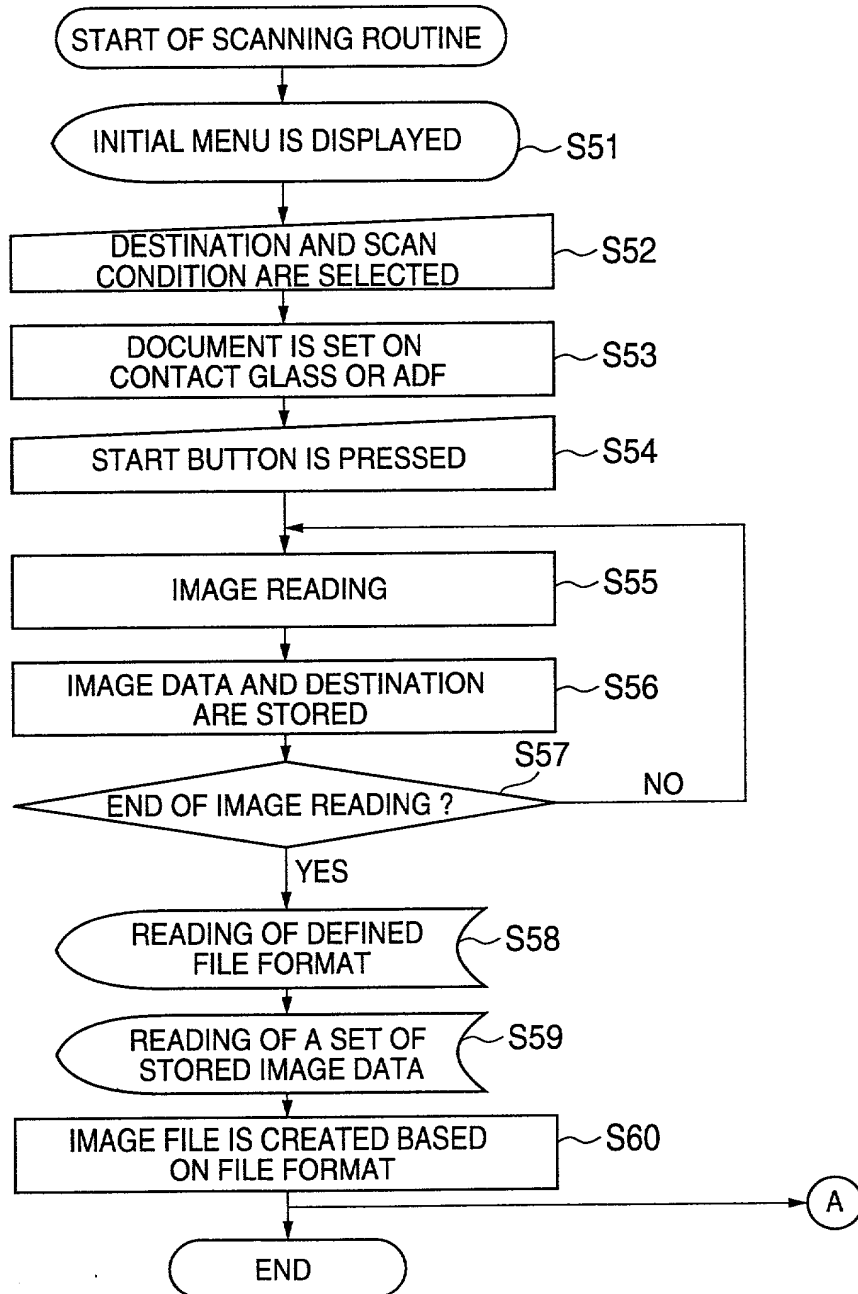 START OF SCANNING ROUTINE
INITIAL MENU IS DISPLAYED
S51
DESTINATION AND SCAN
CONDITION ARE SELECTED
S52
DOCUMENT IS SET ON
CONTACT GLASS OR ADF
S53
START BUTTON IS PRESSED
S54
IMAGE READING
S55
IMAGE DATA AND DESTINATION
ARE STORED
S56
S57
END OF IMAGE READING ?
NO
YES
READING OF DEFINED
FILE FORMAT
S58
READING OF A SET OF
STORED IMAGE DATA
S59
IMAGE FILE IS CREATED BASED
ON FILE FORMAT
S60
A
END